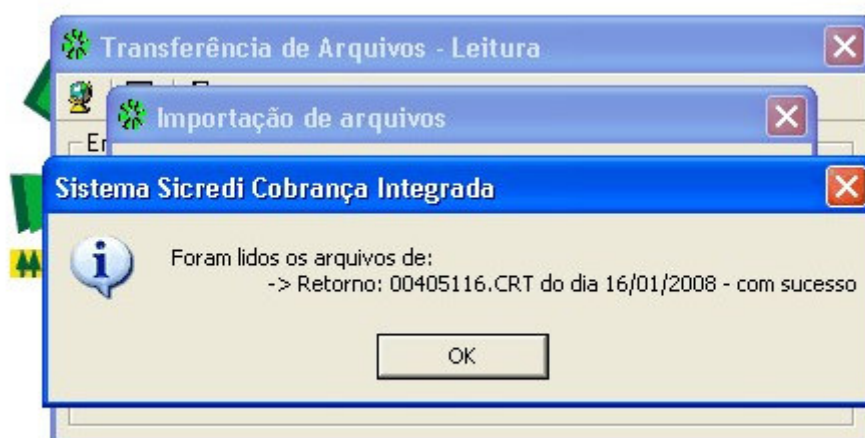 Transferência de Arquivos - Leitura
Importação de arquivos
Er
Sistema Sicredi Cobrança Integrada
Foram lidos os arquivos de:
-> Retorno: 00405116.CRT do dia 16/01/2008 - com sucesso
OK